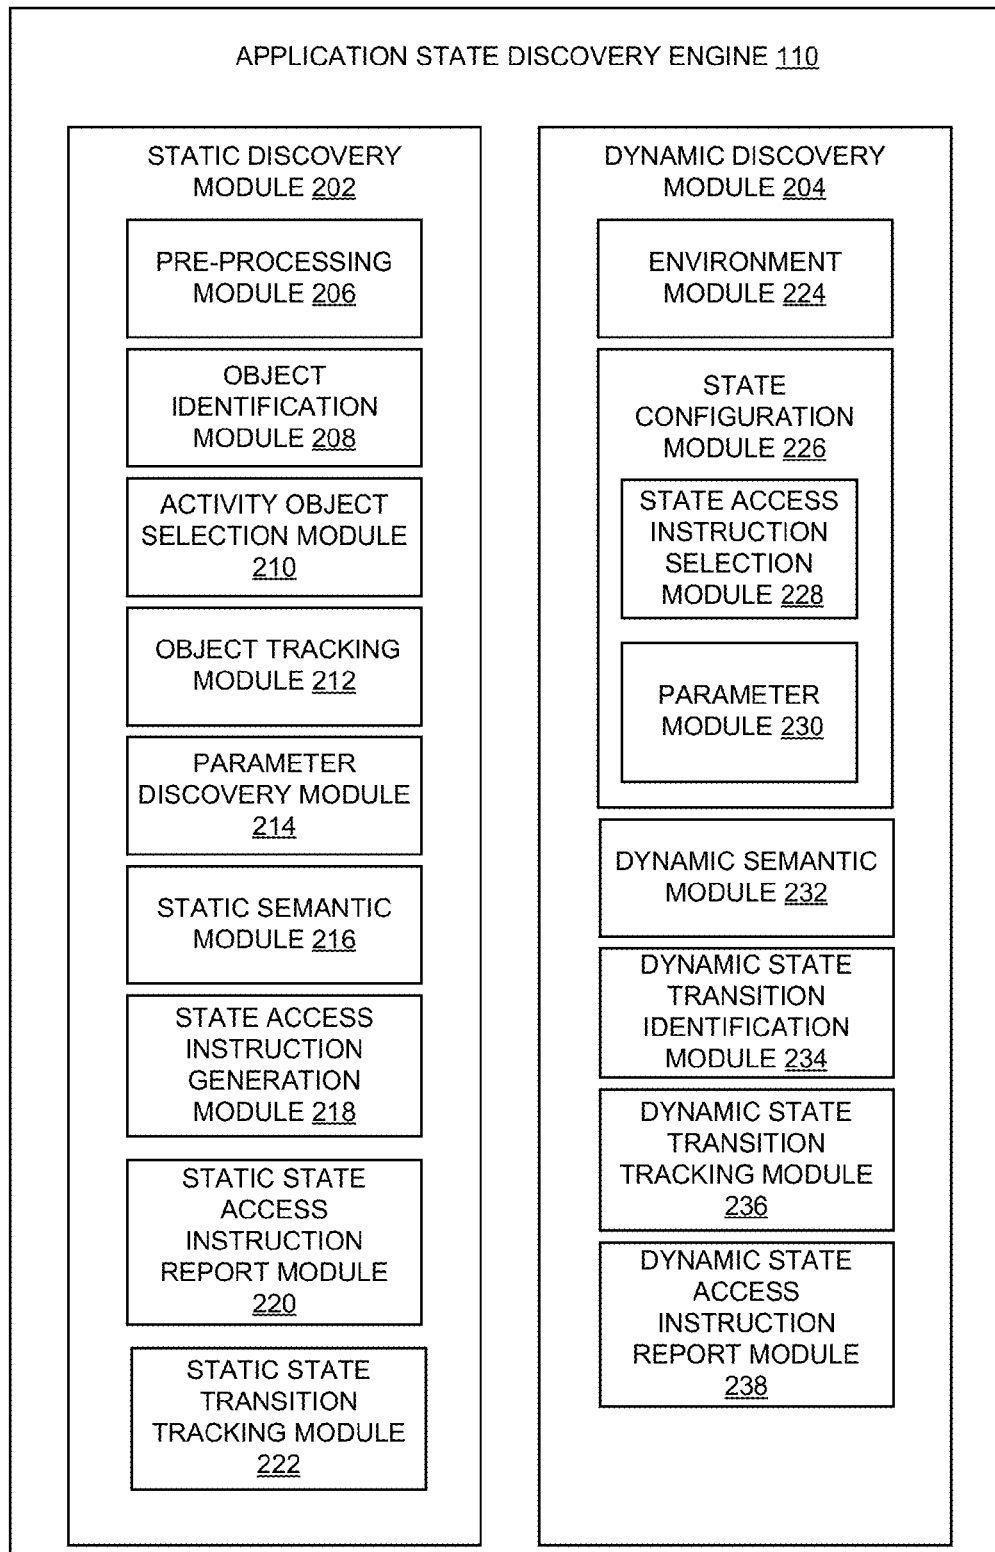 APPLICATION STATE DISCOVERY ENGINE 110
STATIC DISCOVERY
MODULE 202
PRE-PROCESSING
MODULE 206
OBJECT
IDENTIFICATION
MODULE 208
ACTIVITY OBJECT
SELECTION MODULE
210
OBJECT TRACKING
MODULE 212
PARAMETER
DISCOVERY MODULE
214
STATIC SEMANTIC
MODULE 216
STATE ACCESS
INSTRUCTION
GENERATION
MODULE 218
STATIC STATE
ACCESS
INSTRUCTION
REPORT MODULE
220
STATIC STATE
TRANSITION
TRACKING MODULE
222
DYNAMIC DISCOVERY
MODULE 204
ENVIRONMENT
MODULE 224
STATE
CONFIGURATION
MODULE 226
STATE ACCESS
INSTRUCTION
SELECTION
MODULE 228
PARAMETER
MODULE 230
DYNAMIC SEMANTIC
MODULE 232
DYNAMIC STATE
TRANSITION
IDENTIFICATION
MODULE 234
DYNAMIC STATE
TRANSITION
TRACKING MODULE
236
DYNAMIC STATE
ACCESS
INSTRUCTION
REPORT MODULE
238